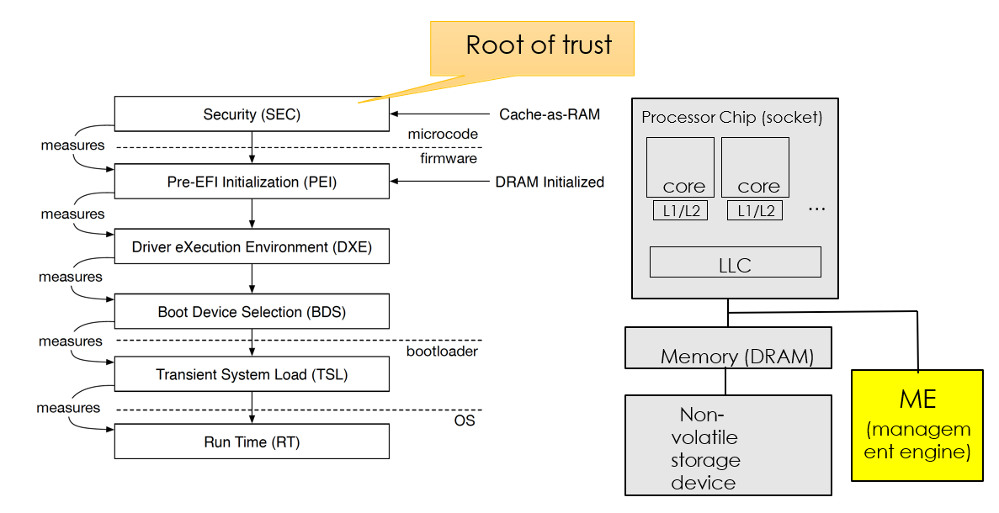 Root of trust
Security (SEC)
Cache-as-RAM
measures
microcode
firmware
Pre-EFI Initialization (PEI)
DRAM Initialized
measures
Driver eXecution Environment (DXE)
measures
Boot Device Selection (BDS)
measures
bootloader
Transient System Load (TSL)
measures
OS
Run Time (RT)
Processor Chip (socket)
core
core
L1/L2
L1/L2
...
LLC
Memory (DRAM)
Non-
volatile
storage
device
ME
(managem
ent engine)